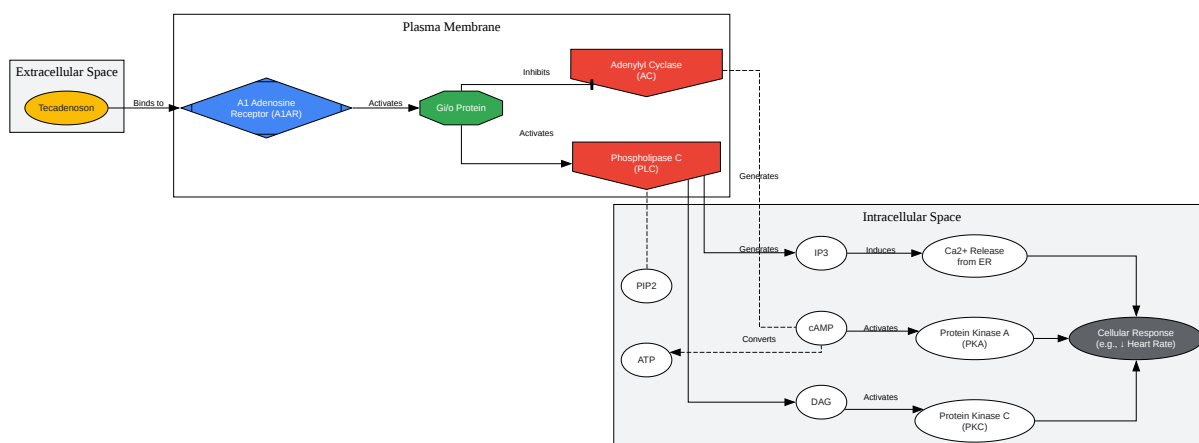 Plasma Membrane
Extracellular Space
Tecadenoson
Binds to
A1 Adenosine
Receptor (A1AR)
Activates
Gi/o Protein
Inhibits
Adenylyl Cyclase
(AC)
Activates
Phospholipase C
(PLC)
Generates
Intracellular Space
Generates
IP3
Induces
Ca2+ Release
from ER
PIP2
cAMP
Activates
Protein Kinase A
(PKA)
Cellular Response
(e.g., ↓ Heart Rate)
Converts
ATP
DAG
Activates
Protein Kinase C
(PKC)